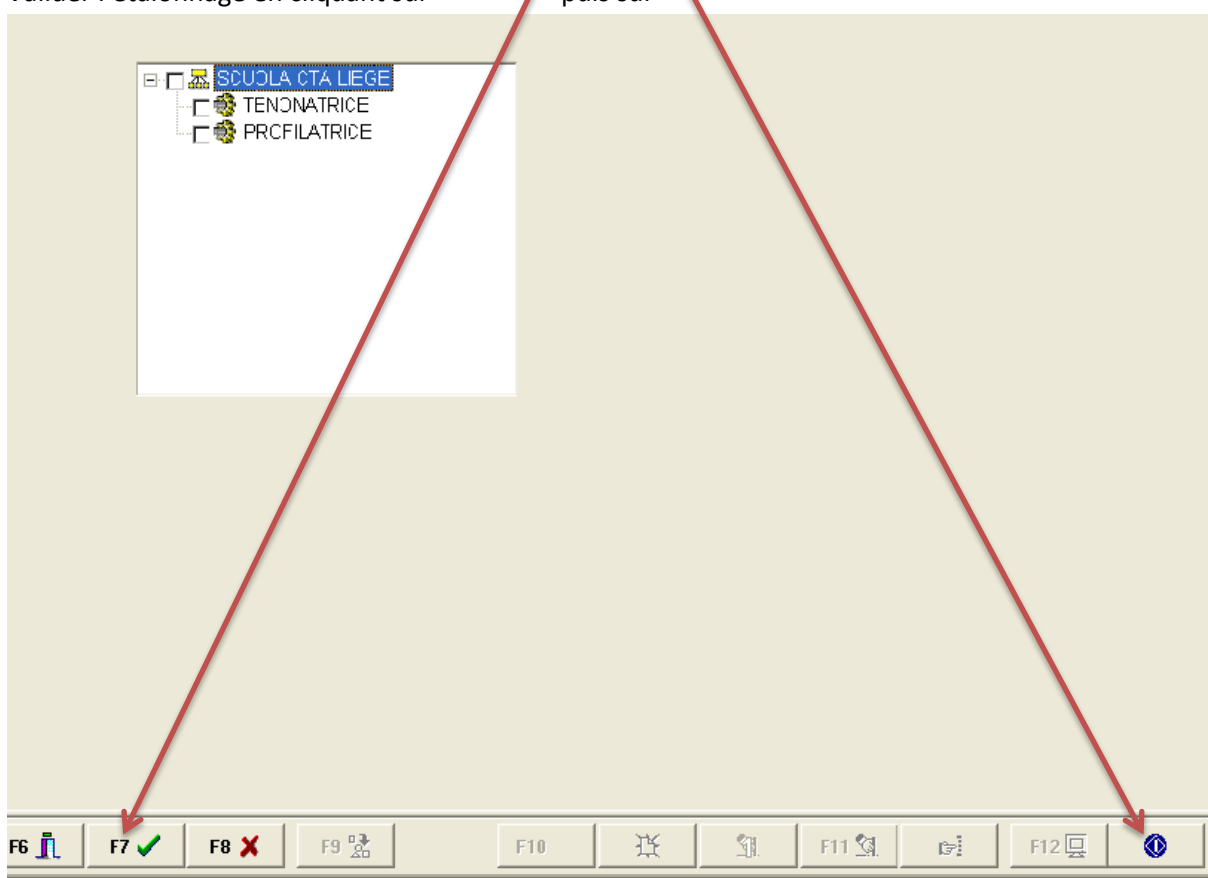 Valider l'étalonnage en cliquant sur puis sur
SCUOLA CTA LIEGE
TENONATRICE
PROFILATRICE
F6
F7
F8
F9
F10
F11
F12